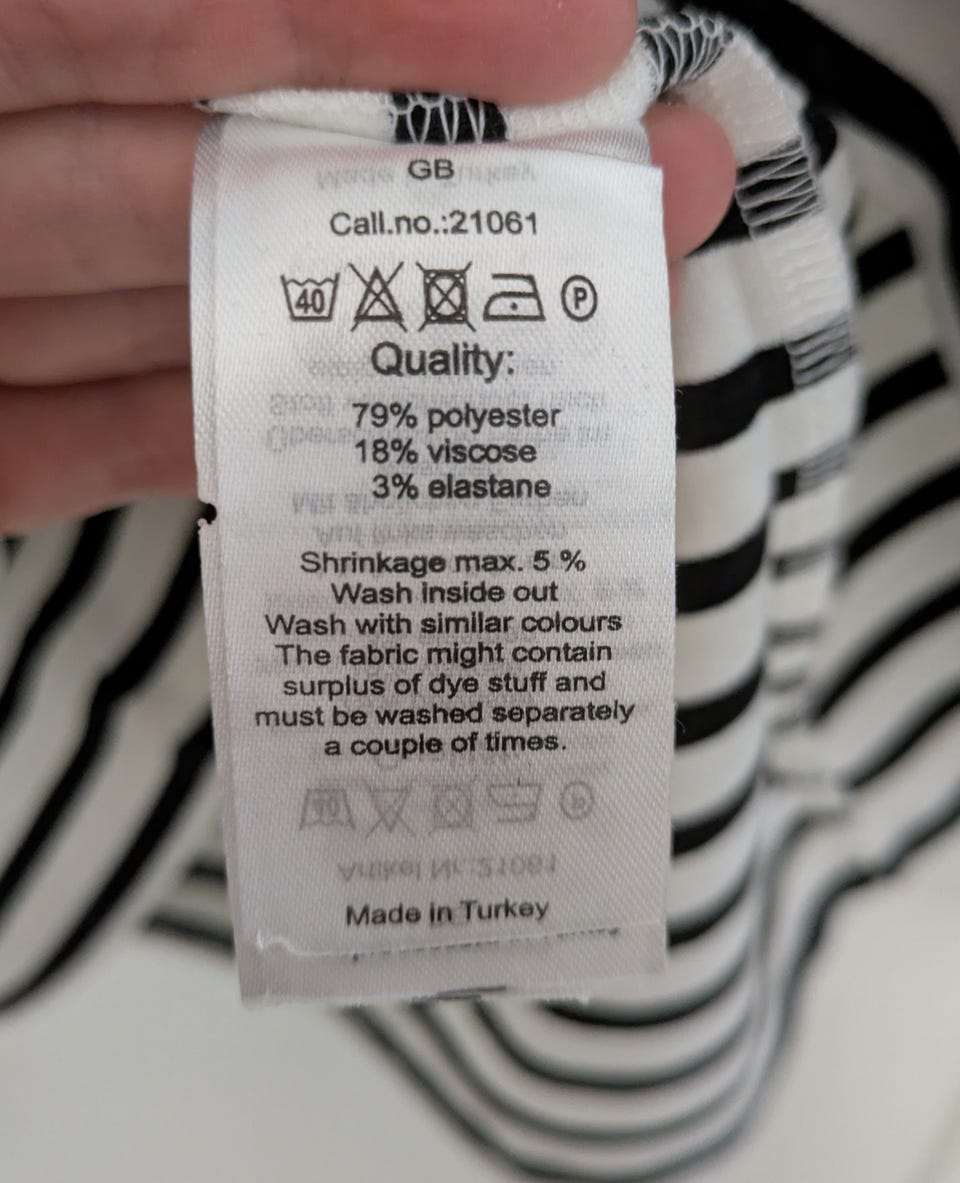 GB
Call.no.:21061
40 P
Quality:
79% polyester
18% viscose
3% elastane
Shrinkage max. 5 %
Wash inside out
Wash with similar colours
The fabric might contain
surplus of dye stuff and
must be washed separately
a couple of times.
Made in Turkey